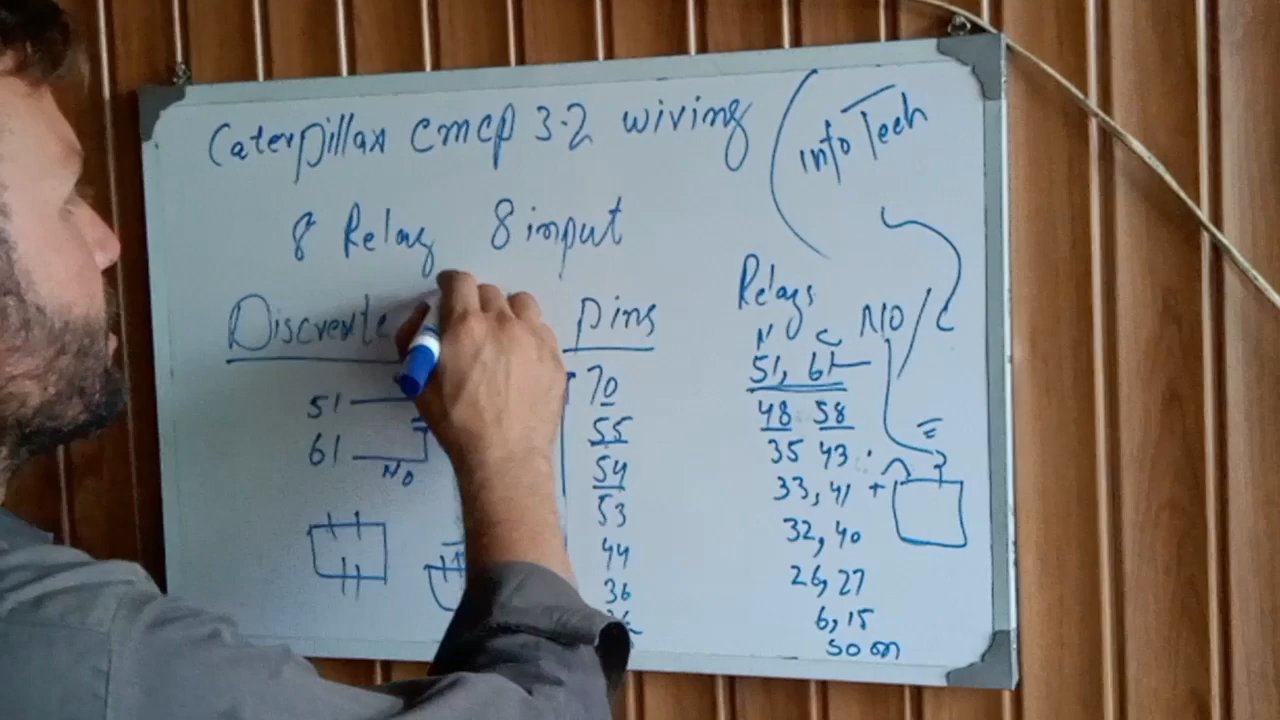 Caterpillar Emcp 3.2 wiring
Info Tech
8 Relay 8 input
Discrete
51
61
NO
pins
70
55
54
53
44
36
Relays
N C NO/C
51, 61
48 58
35 43
33, 41 +
32, 40
26, 27
6, 15